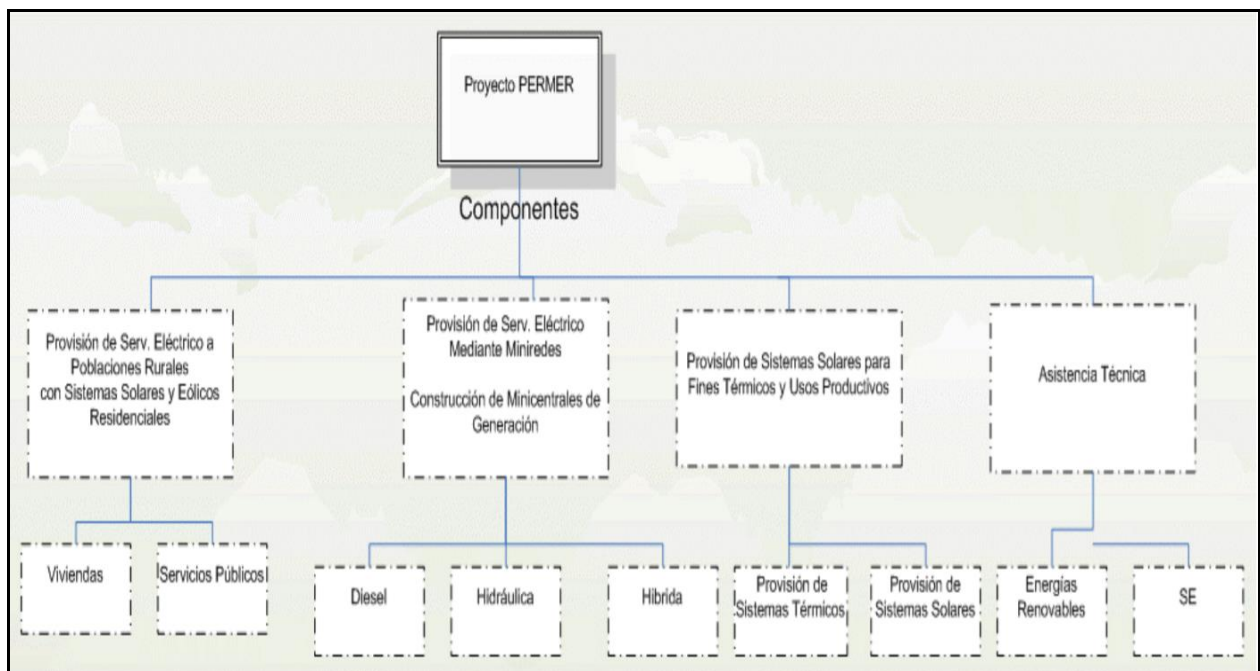 Proyecto PERMER
Componentes
Provisión de Serv. Eléctrico a
Poblaciones Rurales
con Sistemas Solares y Eólicos
Residenciales
Provisión de Serv. Eléctrico
Mediante Miniredes
Construcción de Minicentrales de
Generación
Provisión de Sistemas Solares para
Fines Térmicos y Usos Productivos
Asistencia Técnica
Viviendas
Servicios Públicos
Diesel
Hidráulica
Hibrida
Provisión de
Sistemas Térmicos
Provisión de
Sistemas Solares
Energías
Renovables
SE